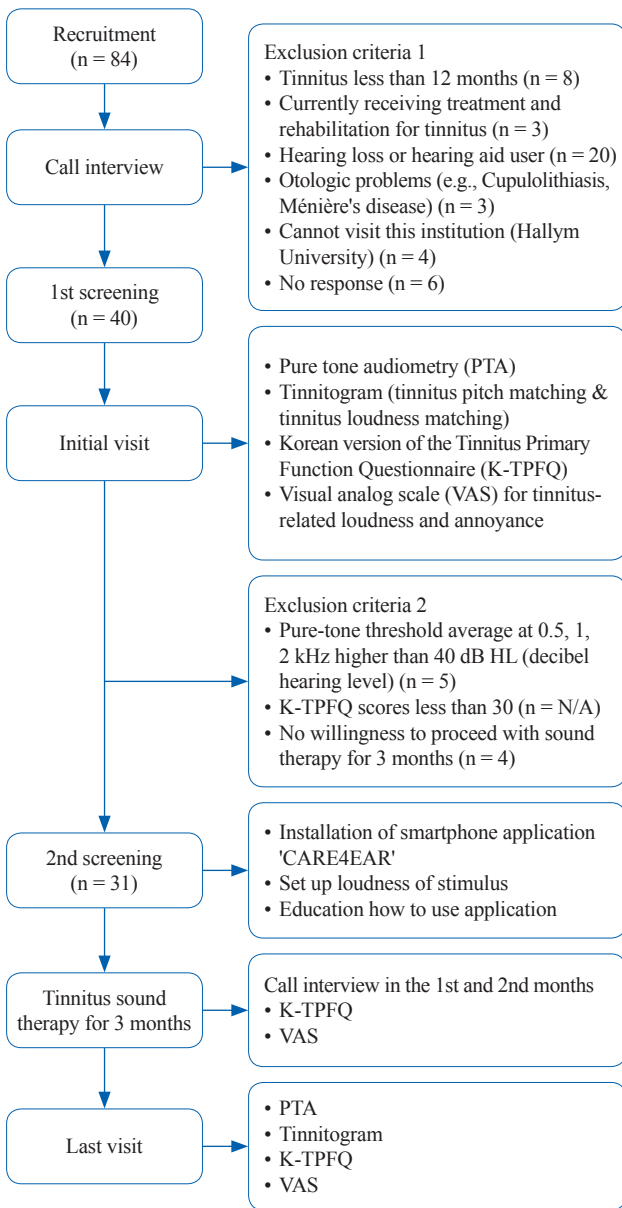 Recruitment
(n = 84)
Exclusion criteria 1
• Tinnitus less than 12 months (n = 8)
• Currently receiving treatment and
rehabilitation for tinnitus (n = 3)
• Hearing loss or hearing aid user (n = 20)
• Otologic problems (e.g., Cupulolithiasis,
Ménière's disease) (n = 3)
• Cannot visit this institution (Hallym
University) (n = 4)
• No response (n = 6)
Call interview
1st screening
(n = 40)
• Pure tone audiometry (PTA)
• Tinnitogram (tinnitus pitch matching &
tinnitus loudness matching)
• Korean version of the Tinnitus Primary
Function Questionnaire (K-TPFQ)
• Visual analog scale (VAS) for tinnitus-
related loudness and annoyance
Initial visit
Exclusion criteria 2
• Pure-tone threshold average at 0.5, 1,
2 kHz higher than 40 dB HL (decibel
hearing level) (n = 5)
• K-TPFQ scores less than 30 (n = N/A)
• No willingness to proceed with sound
therapy for 3 months (n = 4)
2nd screening
(n = 31)
• Installation of smartphone application
'CARE4EAR'
• Set up loudness of stimulus
• Education how to use application
Tinnitus sound
therapy for 3 months
Call interview in the 1st and 2nd months
• K-TPFQ
• VAS
Last visit
• PTA
• Tinnitogram
• K-TPFQ
• VAS